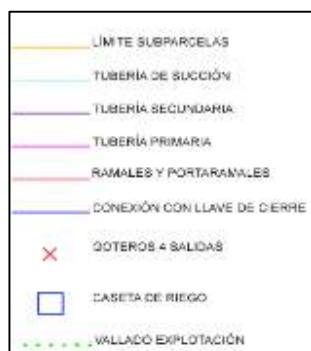 LÍMITE SUBPARCELAS
TUBERÍA DE SUCCIÓN
TUBERÍA SECUNDARIA
TUBERÍA PRIMARIA
RAMALES Y PORTARAMALES
CONEXIÓN CON LLAVE DE CIERRE
GOTEROS 4 SALIDAS
CASETA DE RIEGO
VALLADO EXPLOTACIÓN